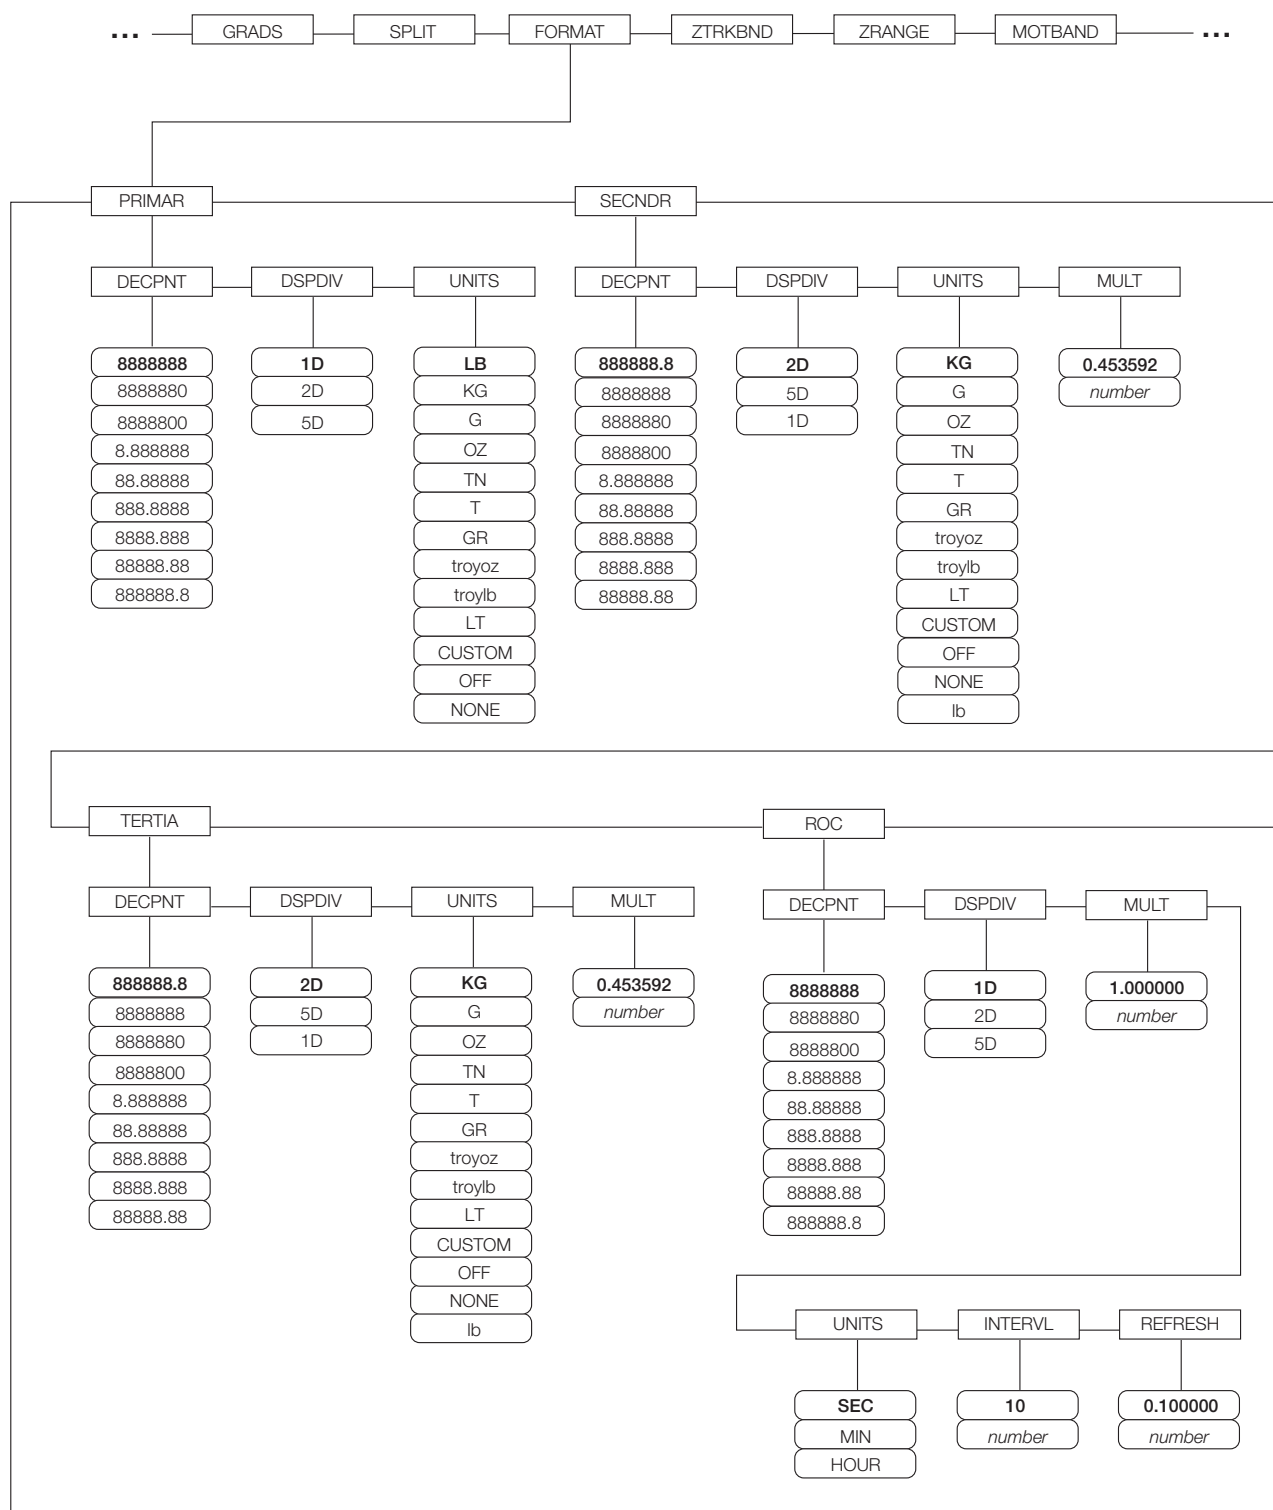 ... GRADS SPLIT FORMAT ZTRKBND ZRANGE MOTBAND ...
PRIMAR SECNDR
DECPNT DSPDIV UNITS DECPNT DSPDIV UNITS MULT
8888888 1D LB 888888.8 2D KG 0.453592
8888880 2D KG 8888888 5D G number
8888800 5D G 8888880 1D OZ
8.888888 OZ 8888800 TN
88.88888 TN 8.888888 T
888.8888 T 88.88888 GR
8888.888 GR 888.8888 troyoz
88888.88 troyoz 8888.888 troylb
888888.8 troylb 88888.88 LT
LT CUSTOM
CUSTOM OFF
OFF NONE
NONE lb
TERTIA ROC
DECPNT DSPDIV UNITS MULT DECPNT DSPDIV MULT
888888.8 2D KG 0.453592 8888888 1D 1.000000
8888888 5D G number 8888880 2D number
8888880 1D OZ 8888800 5D
8888800 TN 8.888888
8.888888 T 88.88888
88.88888 GR 888.8888
888.8888 troyoz 8888.888
8888.888 troylb 88888.88
88888.88 LT 888888.8
CUSTOM
OFF
NONE
lb
UNITS INTERVL REFRESH
SEC 10 0.100000
MIN number number
HOUR